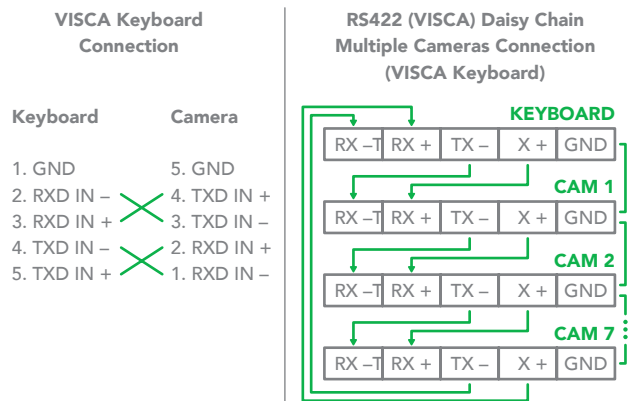 VISCA Keyboard
Connection
Keyboard
Camera
1. GND
5. GND
2. RXD IN –
4. TXD IN +
3. RXD IN +
3. TXD IN –
4. TXD IN –
2. RXD IN +
5. TXD IN +
1. RXD IN –
RS422 (VISCA) Daisy Chain
Multiple Cameras Connection
(VISCA Keyboard)
KEYBOARD
RX –T RX + TX – X + GND
CAM 1
RX –T RX + TX – X + GND
CAM 2
RX –T RX + TX – X + GND
CAM 7
RX –T RX + TX – X + GND